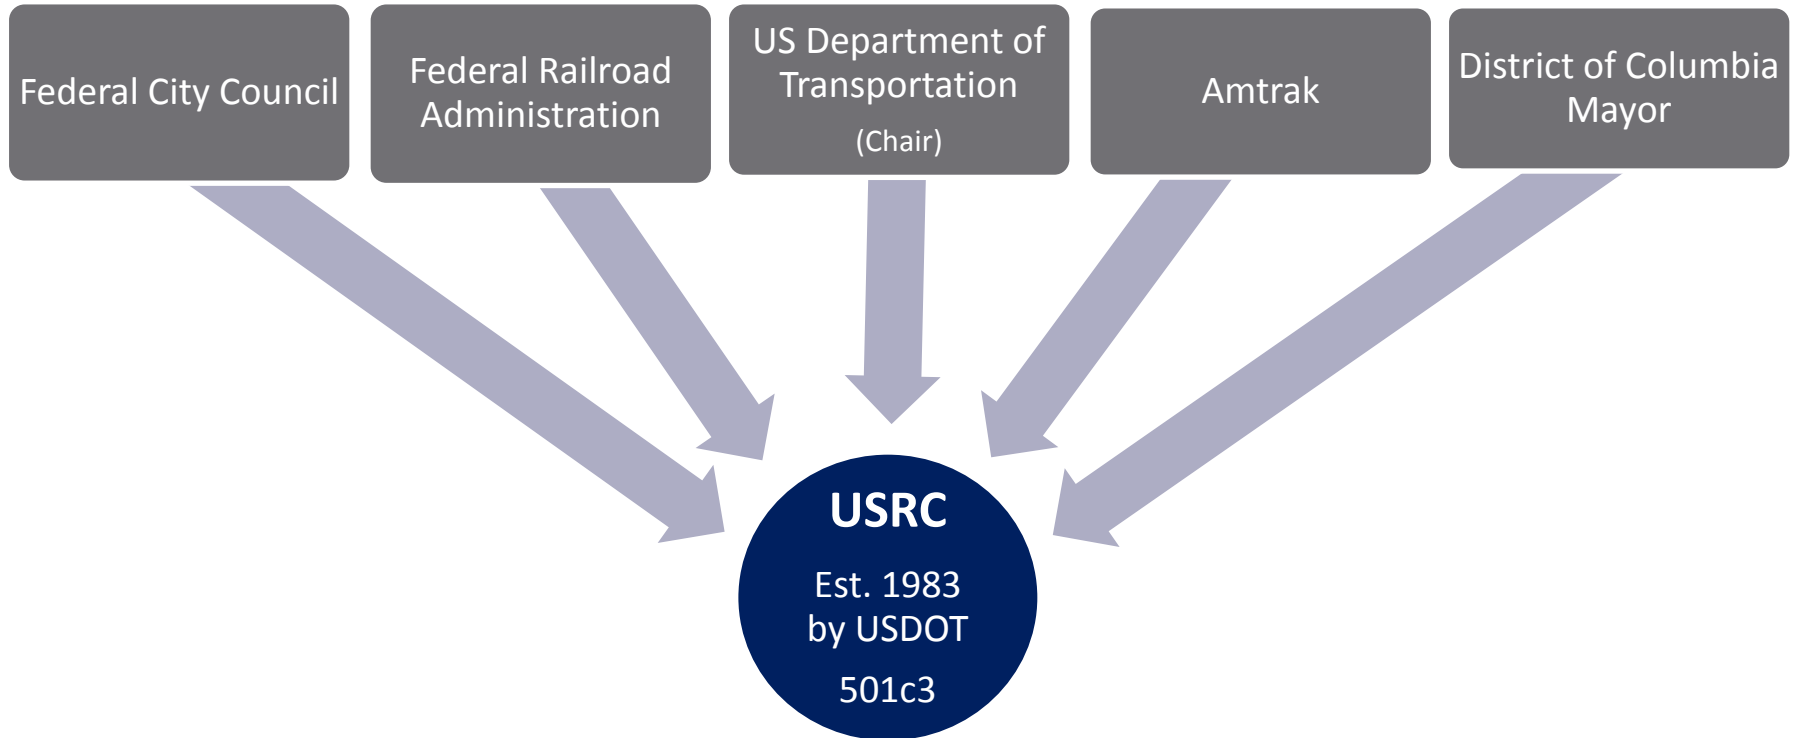 Federal City Council
Federal Railroad
Administration
US Department of
Transportation
(Chair)
Amtrak
District of Columbia
Mayor
USRC
Est. 1983
by USDOT
501c3